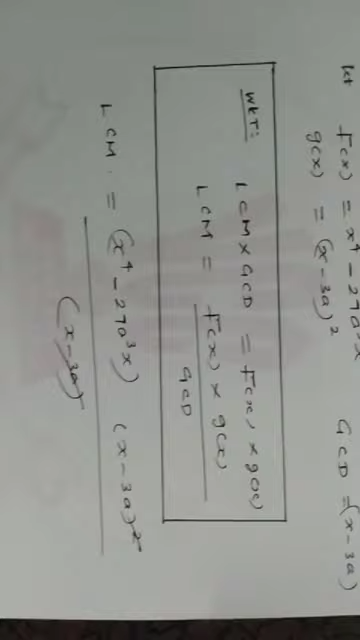 let f(x) = x⁴ - 27a³x GCD = (x-3a)
g(x) = (x-3a)²
WKT:
LCM × GCD = f(x) × g(x)
LCM = f(x) × g(x)
GCD
LCM = (x⁴ - 27a³x) (x-3a)²
(x-3a)